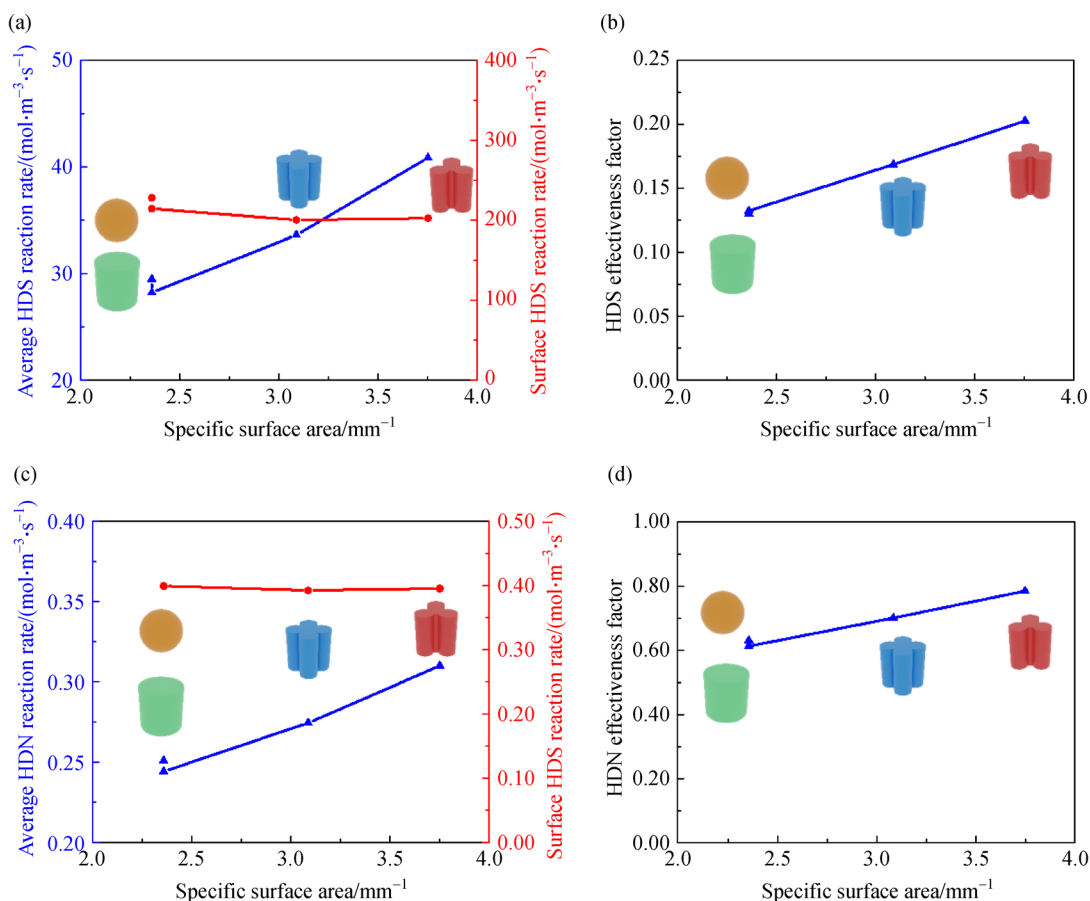 (a)
50
40
30
20
Average HDS reaction rate/(mol·m⁻³·s⁻¹)
400
300
200
100
0
Surface HDS reaction rate/(mol·m⁻³·s⁻¹)
2.0 2.5 3.0 3.5 4.0
Specific surface area/mm⁻¹
(b)
0.25
0.20
0.15
0.10
0.05
0.00
HDS effectiveness factor
2.0 2.5 3.0 3.5 4.0
Specific surface area/mm⁻¹
(c)
0.40
0.35
0.30
0.25
0.20
Average HDN reaction rate/(mol·m⁻³·s⁻¹)
0.50
0.40
0.30
0.20
0.10
0.00
Surface HDS reaction rate/(mol·m⁻³·s⁻¹)
2.0 2.5 3.0 3.5 4.0
Specific surface area/mm⁻¹
(d)
1.00
0.80
0.60
0.40
0.20
0.00
HDN effectiveness factor
2.0 2.5 3.0 3.5 4.0
Specific surface area/mm⁻¹